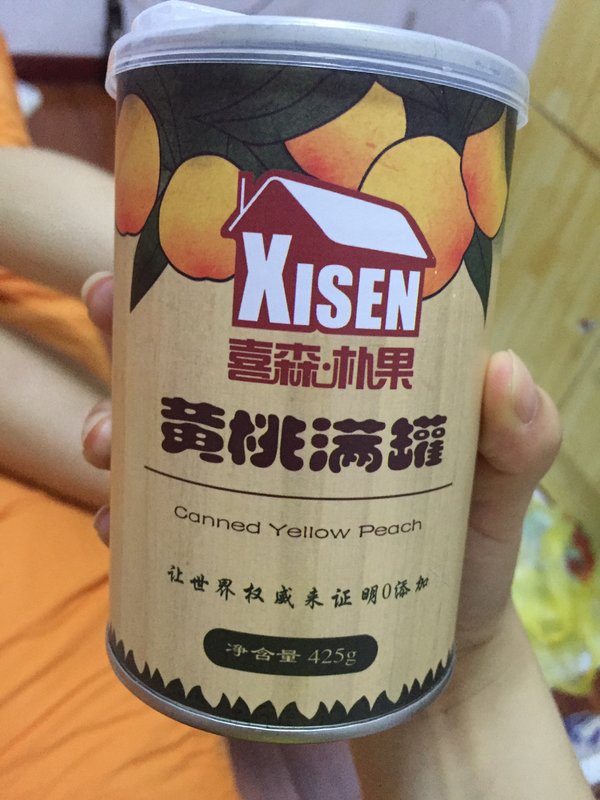 XISEN
喜森·朴果
黄桃满罐
Canned Yellow Peach
让世界权威来证明0添加
净含量 425g